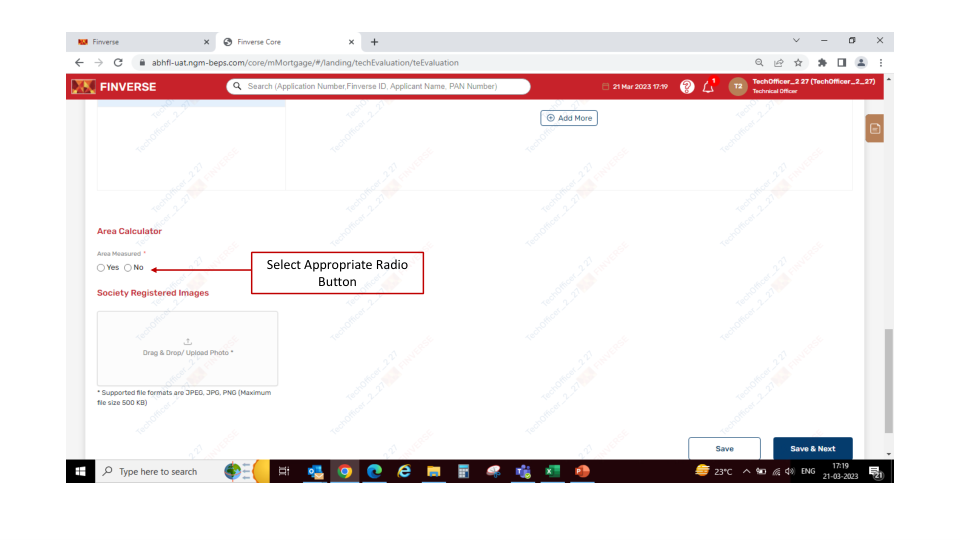 Finverse
Finverse Core
abhfl-uat.ngm-beps.com/core/mMortgage/#/landing/techEvaluation/teEvaluation
FINVERSE
Search (Application Number,Finverse ID, Applicant Name, PAN Number)
21 Mar 2023 17:19
1
T2
TechOfficer_2 27 (TechOfficer_2_27)
Technical Officer
Add More
Area Calculator
Area Measured *
Yes
No
Select Appropriate Radio
Button
Society Registered Images
Drag & Drop/ Upload Photo *
* Supported file formats are JPEG, JPG, PNG (Maximum
file size 500 KB)
Save
Save & Next
Type here to search
23°C
ENG
17:19
21-03-2023
21